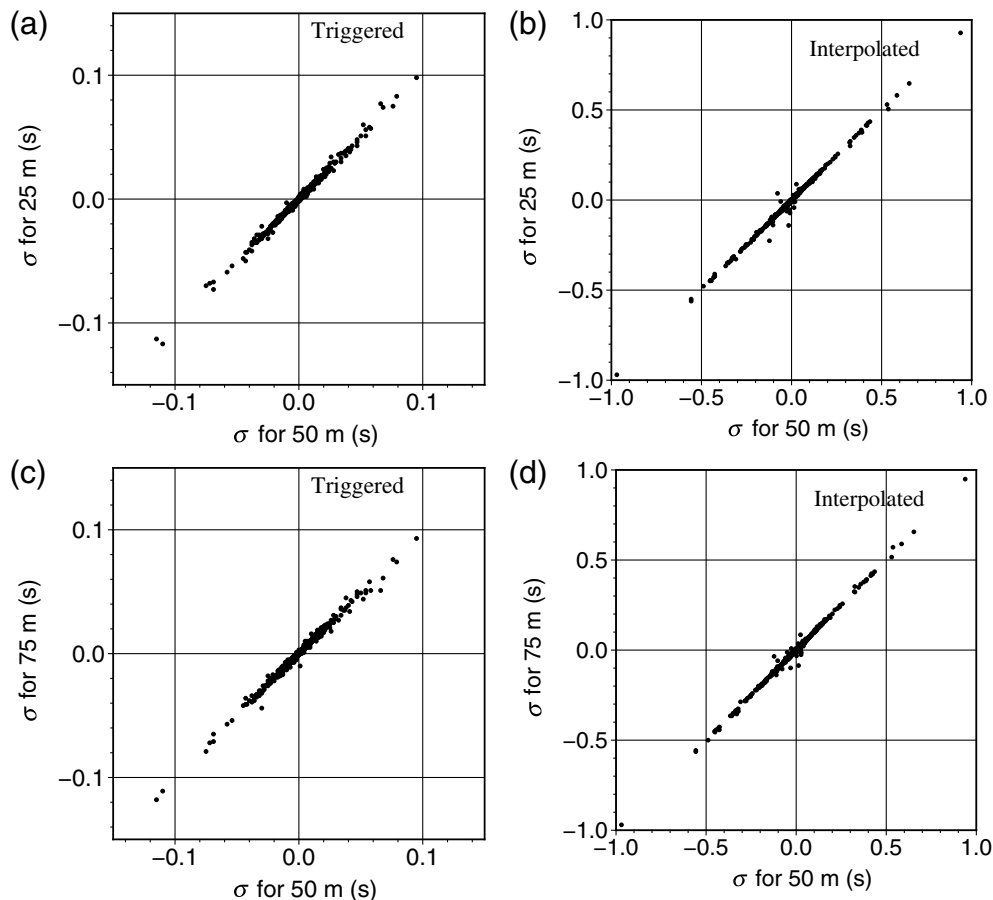 (a)
Triggered
0.1
0.0
−0.1
σ for 25 m (s)
−0.1 0.0 0.1
σ for 50 m (s)
(b)
Interpolated
1.0
0.5
0.0
−0.5
−1.0
σ for 25 m (s)
−1.0 −0.5 0.0 0.5 1.0
σ for 50 m (s)
(c)
Triggered
0.1
0.0
−0.1
σ for 75 m (s)
−0.1 0.0 0.1
σ for 50 m (s)
(d)
Interpolated
1.0
0.5
0.0
−0.5
−1.0
σ for 75 m (s)
−1.0 −0.5 0.0 0.5 1.0
σ for 50 m (s)